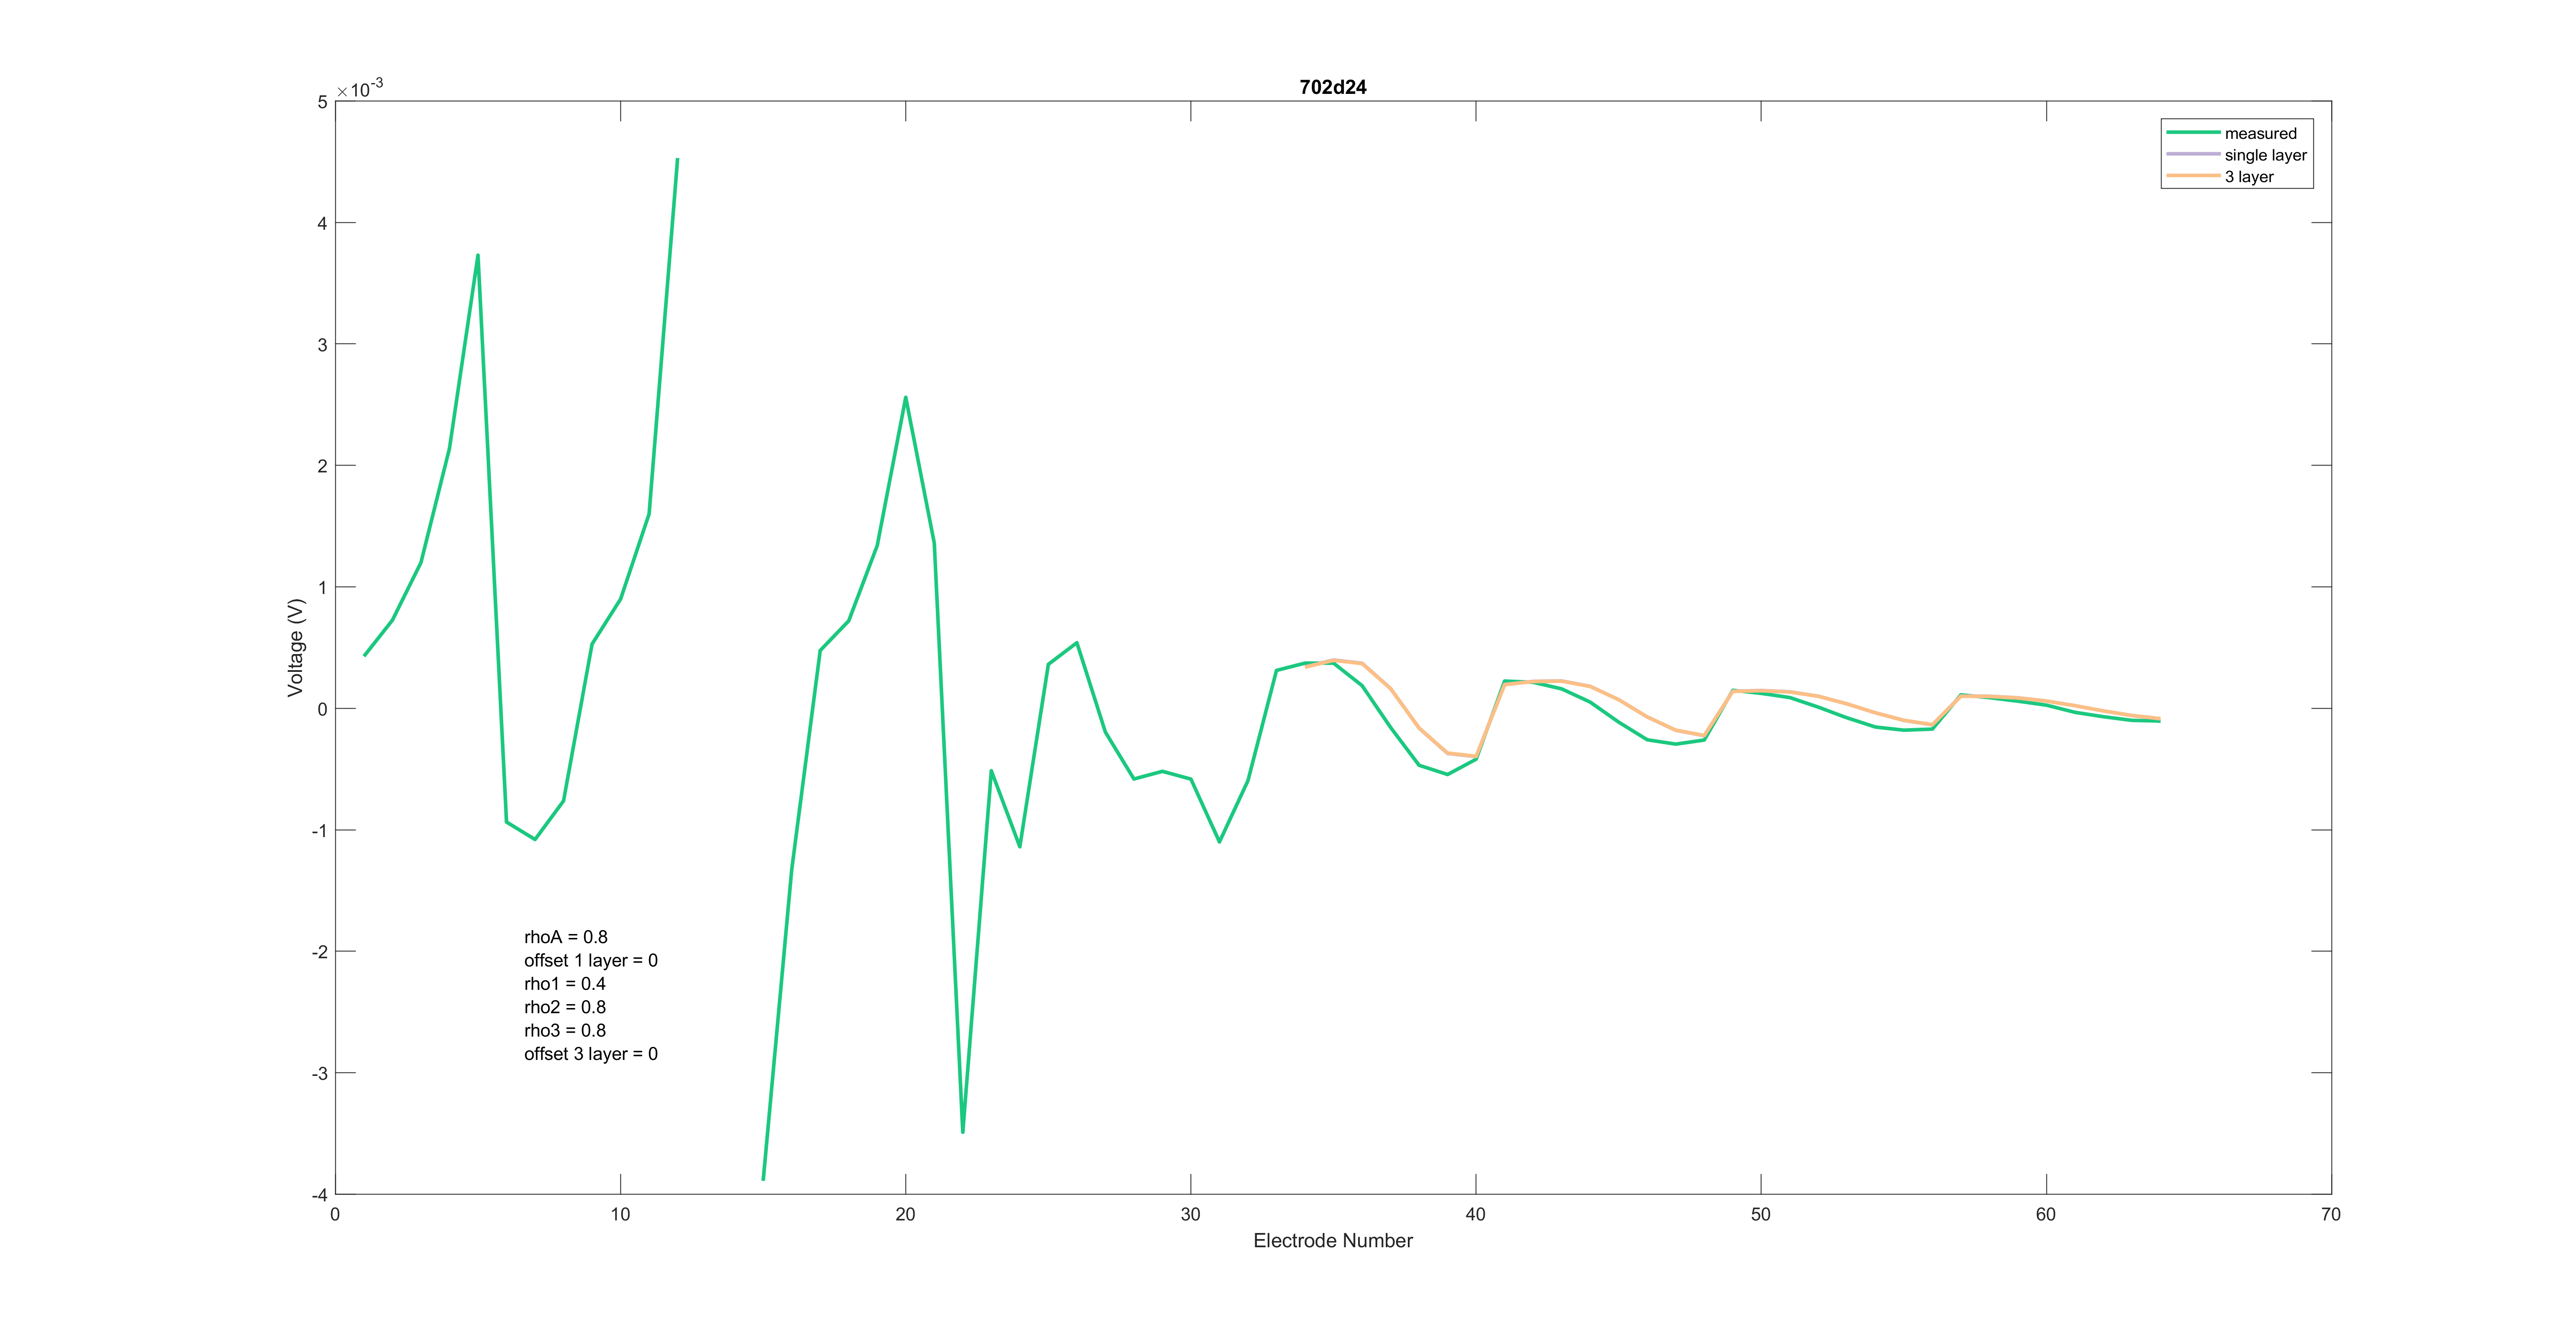 702d24
×10-3
5
4
3
2
1
0
-1
-2
-3
-4
Voltage (V)
measured
single layer
3 layer
rhoA = 0.8
offset 1 layer = 0
rho1 = 0.4
rho2 = 0.8
rho3 = 0.8
offset 3 layer = 0
0 10 20 30 40 50 60 70
Electrode Number